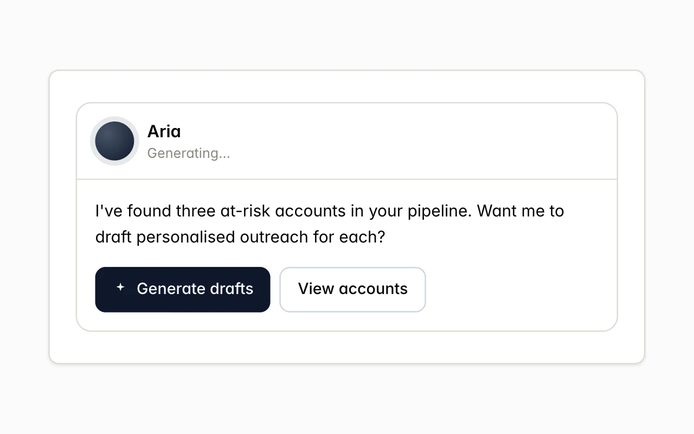 Aria
Generating...
I've found three at-risk accounts in your pipeline. Want me to
draft personalised outreach for each?
Generate drafts
View accounts